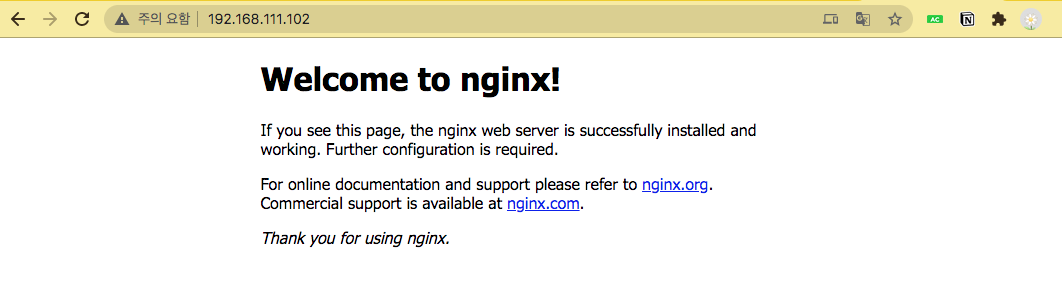 주의 요함 192.168.111.102
AC N
Welcome to nginx!
If you see this page, the nginx web server is successfully installed and
working. Further configuration is required.
For online documentation and support please refer to nginx.org.
Commercial support is available at nginx.com.
Thank you for using nginx.